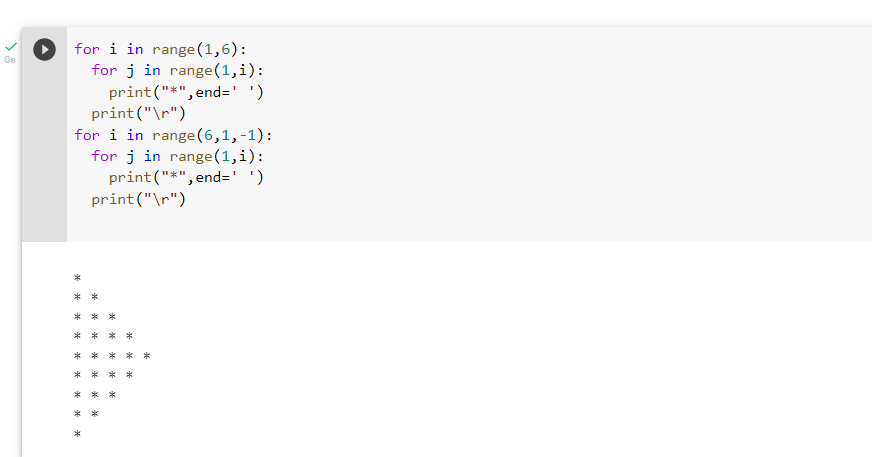 0s
for i in range(1,6):
  for j in range(1,i):
    print("*",end=' ')
  print("\r")
for i in range(6,1,-1):
  for j in range(1,i):
    print("*",end=' ')
  print("\r")
*
* *
* * *
* * * *
* * * * *
* * * *
* * *
* *
*